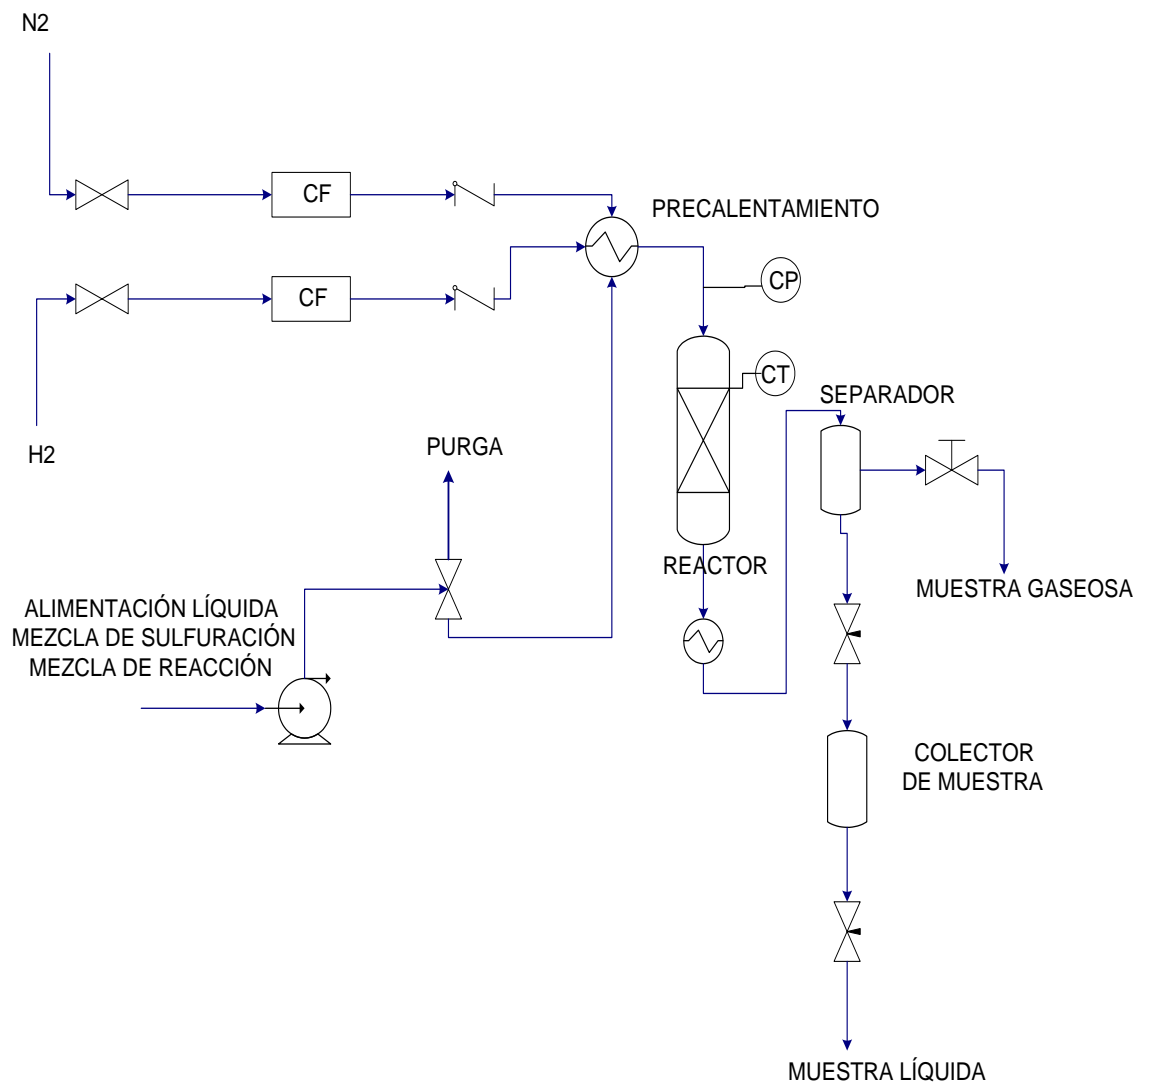 N2
CF
PRECALENTAMIENTO
CP
CF
CT
SEPARADOR
H2
PURGA
REACTOR
MUESTRA GASEOSA
ALIMENTACIÓN LÍQUIDA
MEZCLA DE SULFURACIÓN
MEZCLA DE REACCIÓN
COLECTOR
DE MUESTRA
MUESTRA LÍQUIDA